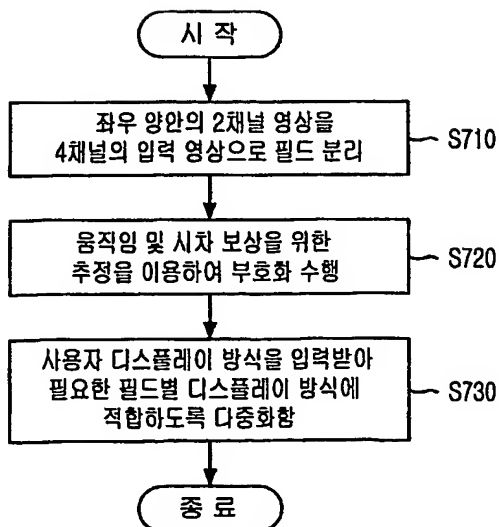 시 작
좌우 양안의 2채널 영상을
4채널의 입력 영상으로 필드 분리
S710
움직임 및 시차 보상을 위한
추정을 이용하여 부호화 수행
S720
사용자 디스플레이 방식을 입력받아
필요한 필드별 디스플레이 방식에
적합하도록 다중화함
S730
종 료